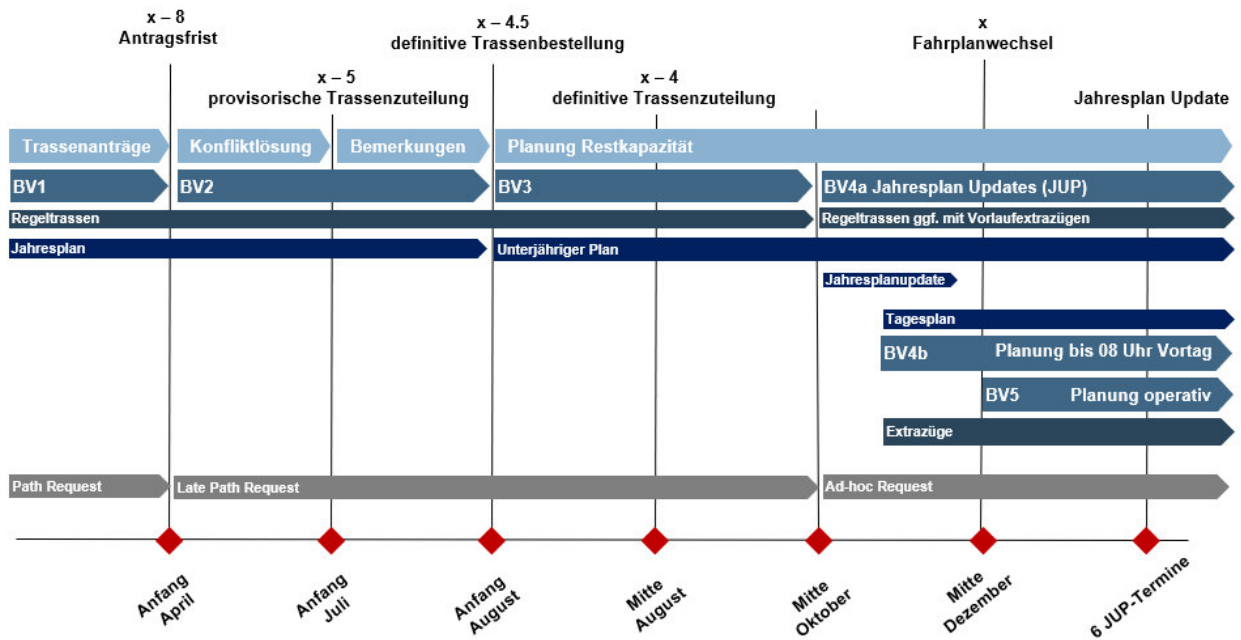 x – 8
Antragsfrist
x – 4.5
definitive Trassenbestellung
x
Fahrplanwechsel
x – 5
provisorische Trassenzuteilung
x – 4
definitive Trassenzuteilung
Jahresplan Update
Trassenanträge
Konfliktlösung
Bemerkungen
Planung Restkapazität
BV1
BV2
BV3
BV4a Jahresplan Updates (JUP)
Regeltrassen
Regeltrassen ggf. mit Vorlaufextrazügen
Jahresplan
Unterjähriger Plan
Jahresplanupdate
Tagesplan
BV4b
Planung bis 08 Uhr Vortag
BV5
Planung operativ
Extrazüge
Path Request
Late Path Request
Ad-hoc Request
Anfang
April
Anfang
Juli
Anfang
August
Mitte
August
Mitte
Oktober
Mitte
Dezember
6 JUP-Termine